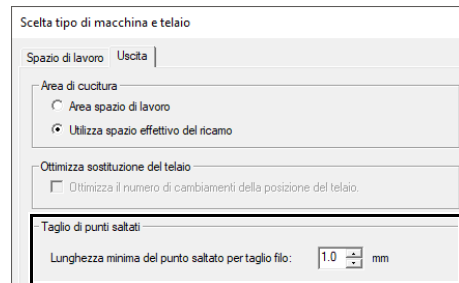 Scelta tipo di macchina e telaio
Spazio di lavoro Uscita
Area di cucitura
Area spazio di lavoro
Utilizza spazio effettivo del ricamo
Ottimizza sostituzione del telaio
Ottimizza il numero di cambiamenti della posizione del telaio.
Taglio di punti saltati
Lunghezza minima del punto saltato per taglio filo: 1.0 mm